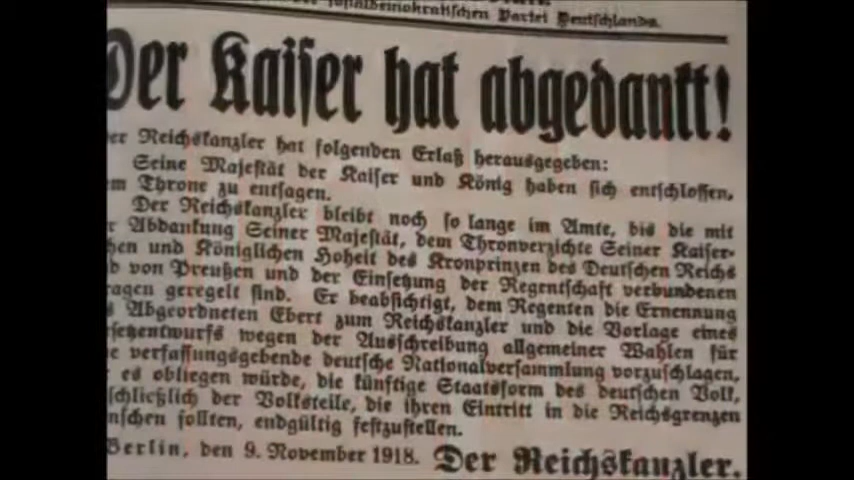 sozialdemokratischen Partei Deutschlands.
Der Kaiser hat abgedankt!
er Reichskanzler hat folgenden Erlaß herausgegeben:
Seine Majestät der Kaiser und König haben sich entschlossen,
m Throne zu entsagen.
Der Reichskanzler bleibt noch so lange im Amte, bis die mit
r Abdankung Seiner Majestät, dem Thronverzichte Seiner Kaiser-
hen und Königlichen Hoheit des Kronprinzen des Deutschen Reichs
d von Preußen und der Einsetzung der Regentschaft verbundenen
ragen geregelt sind. Er beabsichtigt, dem Regenten die Ernennung
s Abgeordneten Ebert zum Reichskanzler und die Vorlage eines
setzentwurfs wegen der Ausschreibung allgemeiner Wahlen für
e verfassungsgebende deutsche Nationalversammlung vorzuschlagen,
r es obliegen würde, die künftige Staatsform des deutschen Volk,
schließlich der Volksteile, die ihren Eintritt in die Reichsgrenzen
nschen sollten, endgültig festzustellen.
Berlin, den 9. November 1918. Der Reichskanzler.